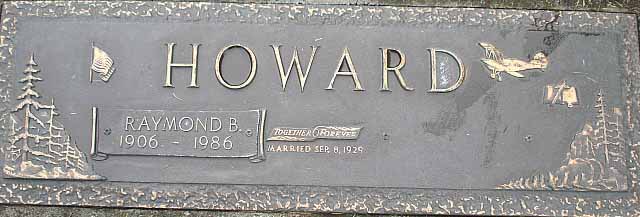 HOWARD
RAYMOND B.
1906 - 1986
TOGETHER FOREVER
MARRIED SEP. 8, 1929